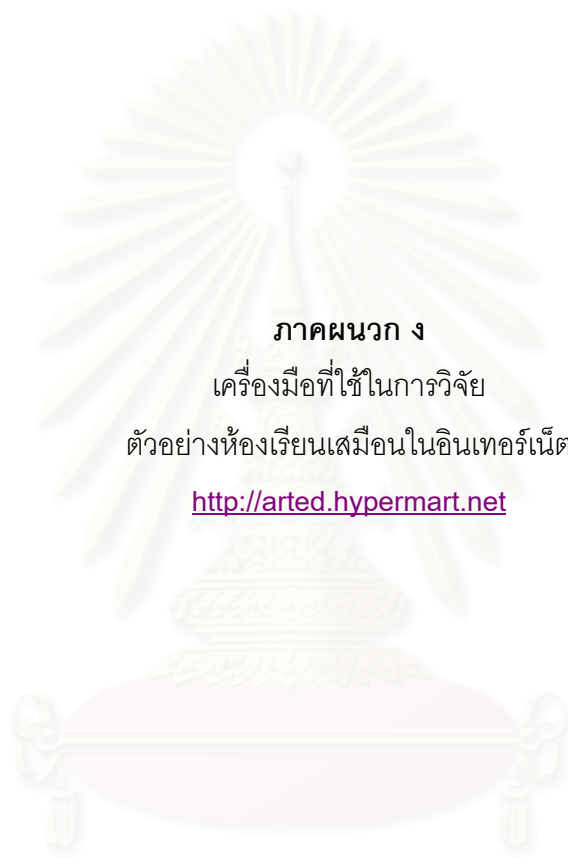 ภาคผนวก ง
เครื่องมือที่ใช้ในการวิจัย
ตัวอย่างห้องเรียนเสมือนในอินเทอร์เน็ต
http://arted.hypermart.net